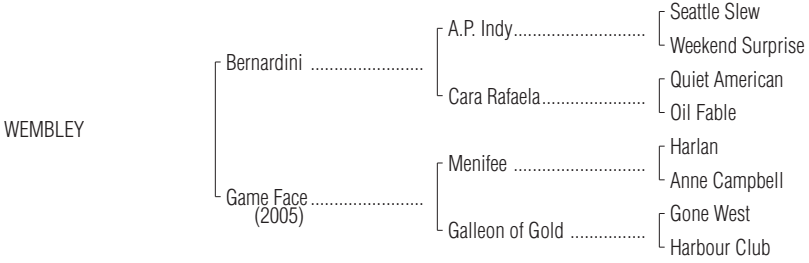 Seattle Slew
A.P. Indy..............................
Weekend Surprise
Bernardini .........................
Quiet American
Cara Rafaela........................
Oil Fable
WEMBLEY
Harlan
Menifee ..............................
Anne Campbell
Game Face.........................
(2005)
Gone West
Galleon of Gold .................
Harbour Club